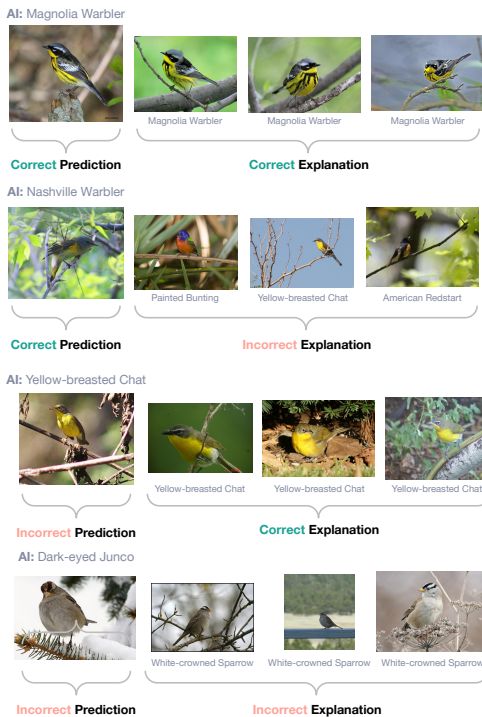 AI: Magnolia Warbler
Magnolia Warbler
Magnolia Warbler
Magnolia Warbler
Correct Prediction
Correct Explanation
AI: Nashville Warbler
Painted Bunting
Yellow-breasted Chat
American Redstart
Correct Prediction
Incorrect Explanation
AI: Yellow-breasted Chat
Yellow-breasted Chat
Yellow-breasted Chat
Yellow-breasted Chat
Incorrect Prediction
Correct Explanation
AI: Dark-eyed Junco
White-crowned Sparrow
White-crowned Sparrow
White-crowned Sparrow
Incorrect Prediction
Incorrect Explanation